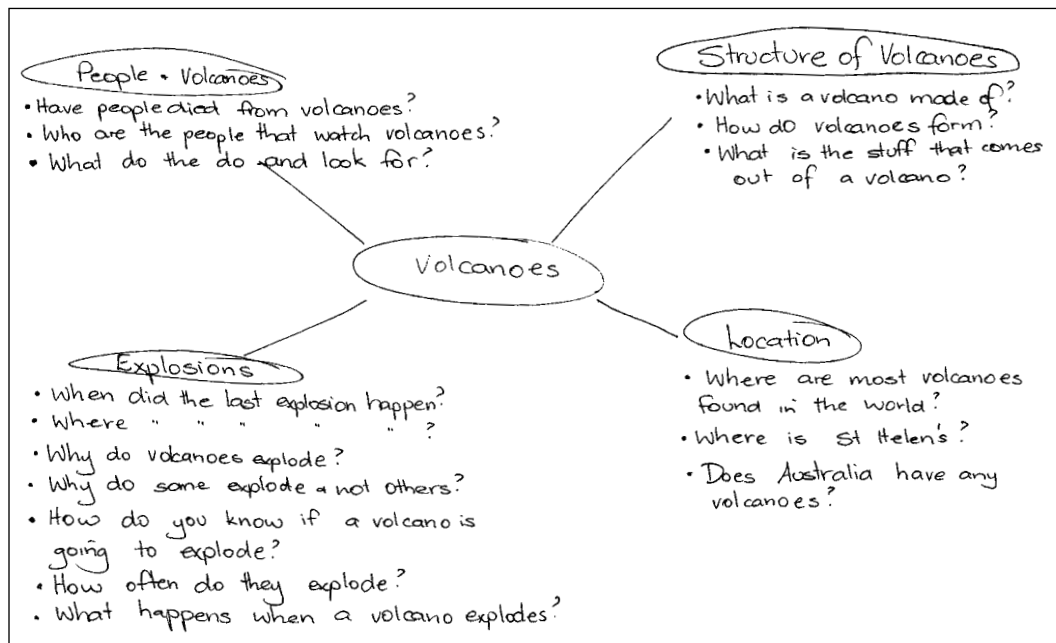 People + Volcanoes
• Have people died from volcanoes?
• Who are the people that watch volcanoes?
• What do the do and look for?
Structure of Volcanoes
• What is a volcano made of?
• How do volcanoes form?
• What is the stuff that comes
out of a volcano?
Volcanoes
Explosions
• When did the last explosion happen?
• Where " " " " " ?
• Why do volcanoes explode?
• Why do some explode & not others?
• How do you know if a volcano is
going to explode?
• How often do they explode?
• What happens when a volcano explodes?
Location
• Where are most volcanoes
found in the world?
• Where is St Helen's?
• Does Australia have any
volcanoes?